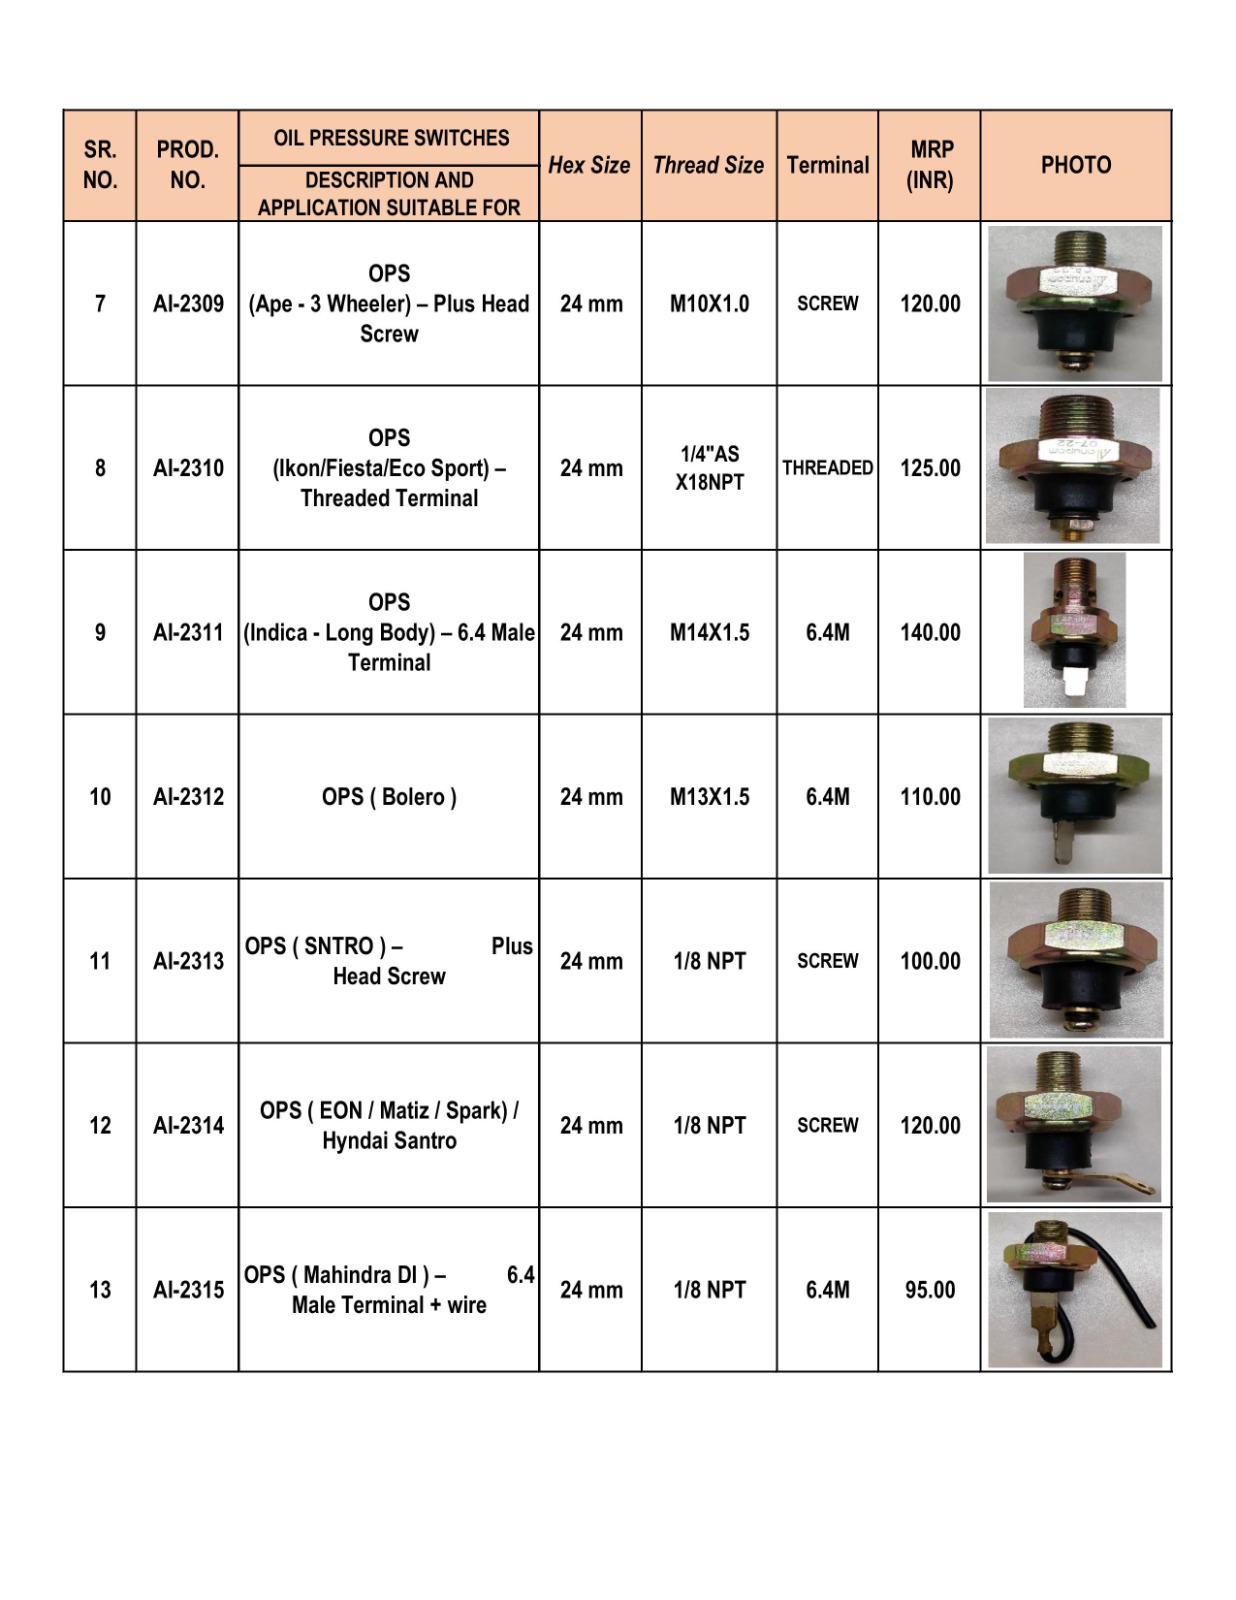 SR. NO.
PROD. NO.
OIL PRESSURE SWITCHES
DESCRIPTION AND
APPLICATION SUITABLE FOR
Hex Size
Thread Size
Terminal
MRP (INR)
PHOTO
7
AI-2309
OPS
(Ape - 3 Wheeler) – Plus Head
Screw
24 mm
M10X1.0
SCREW
120.00
8
AI-2310
OPS
(Ikon/Fiesta/Eco Sport) –
Threaded Terminal
24 mm
1/4"AS
X18NPT
THREADED
125.00
07-22
9
AI-2311
OPS
(Indica - Long Body) – 6.4 Male
Terminal
24 mm
M14X1.5
6.4M
140.00
10
AI-2312
OPS ( Bolero )
24 mm
M13X1.5
6.4M
110.00
11
AI-2313
OPS ( SNTRO ) – Plus
Head Screw
24 mm
1/8 NPT
SCREW
100.00
12
AI-2314
OPS ( EON / Matiz / Spark) /
Hyndai Santro
24 mm
1/8 NPT
SCREW
120.00
13
AI-2315
OPS ( Mahindra DI ) – 6.4
Male Terminal + wire
24 mm
1/8 NPT
6.4M
95.00